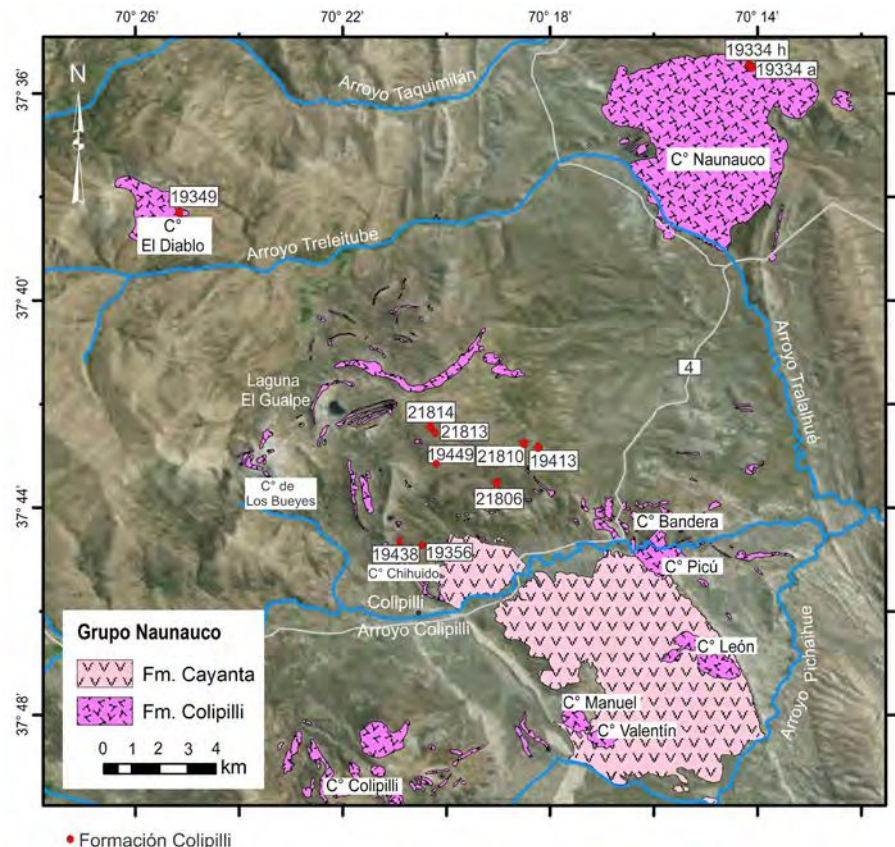 70° 26'
70° 22'
70° 18'
70° 14'
37° 36'
37° 40'
37° 44'
37° 48'
N
Arroyo Taquimilán
19334 h
19334 a
C° Naunauco
19349
C°
El Diablo
Arroyo Treleitube
Arroyo Tralalhué
4
Laguna
El Gualpe
21814
21813
19449
21810
19413
21806
C° de
Los Bueyes
19438
19356
C° Chihuido
C° Bandera
C° Picú
Collpilli
Arroyo Colipilli
C° León
Arroyo Pichaihue
C° Manuel
C° Valentín
C° Colipilli
Grupo Naunauco
Fm. Cayanta
Fm. Colipilli
0 1 2 3 4
km
Formación Colipilli